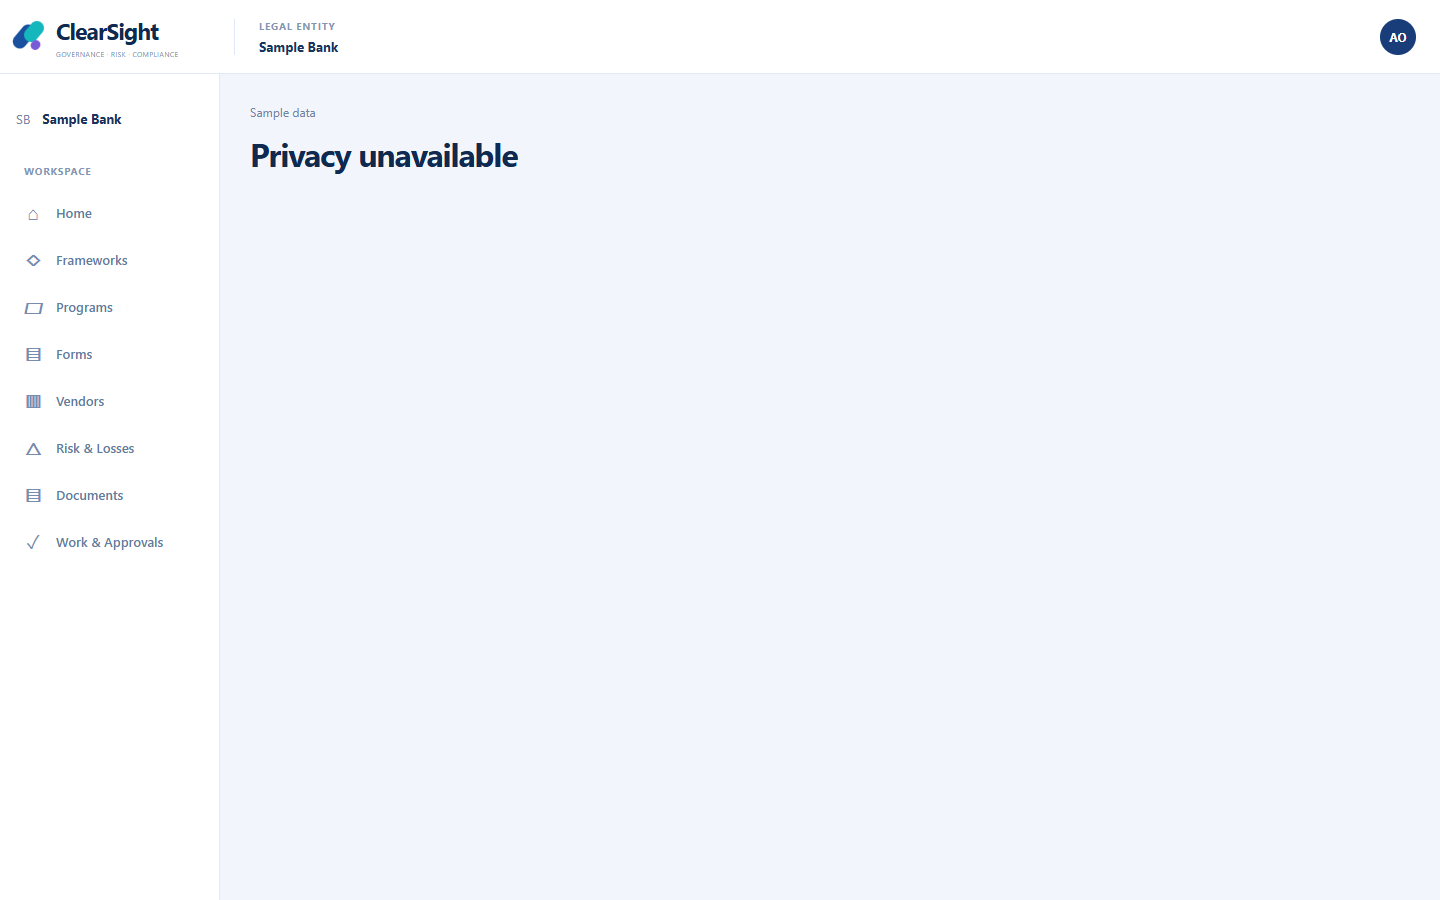 ClearSight
GOVERNANCE · RISK · COMPLIANCE
LEGAL ENTITY
Sample Bank
AO
SB Sample Bank
WORKSPACE
Home
Frameworks
Programs
Forms
Vendors
Risk & Losses
Documents
Work & Approvals
Sample data
Privacy unavailable